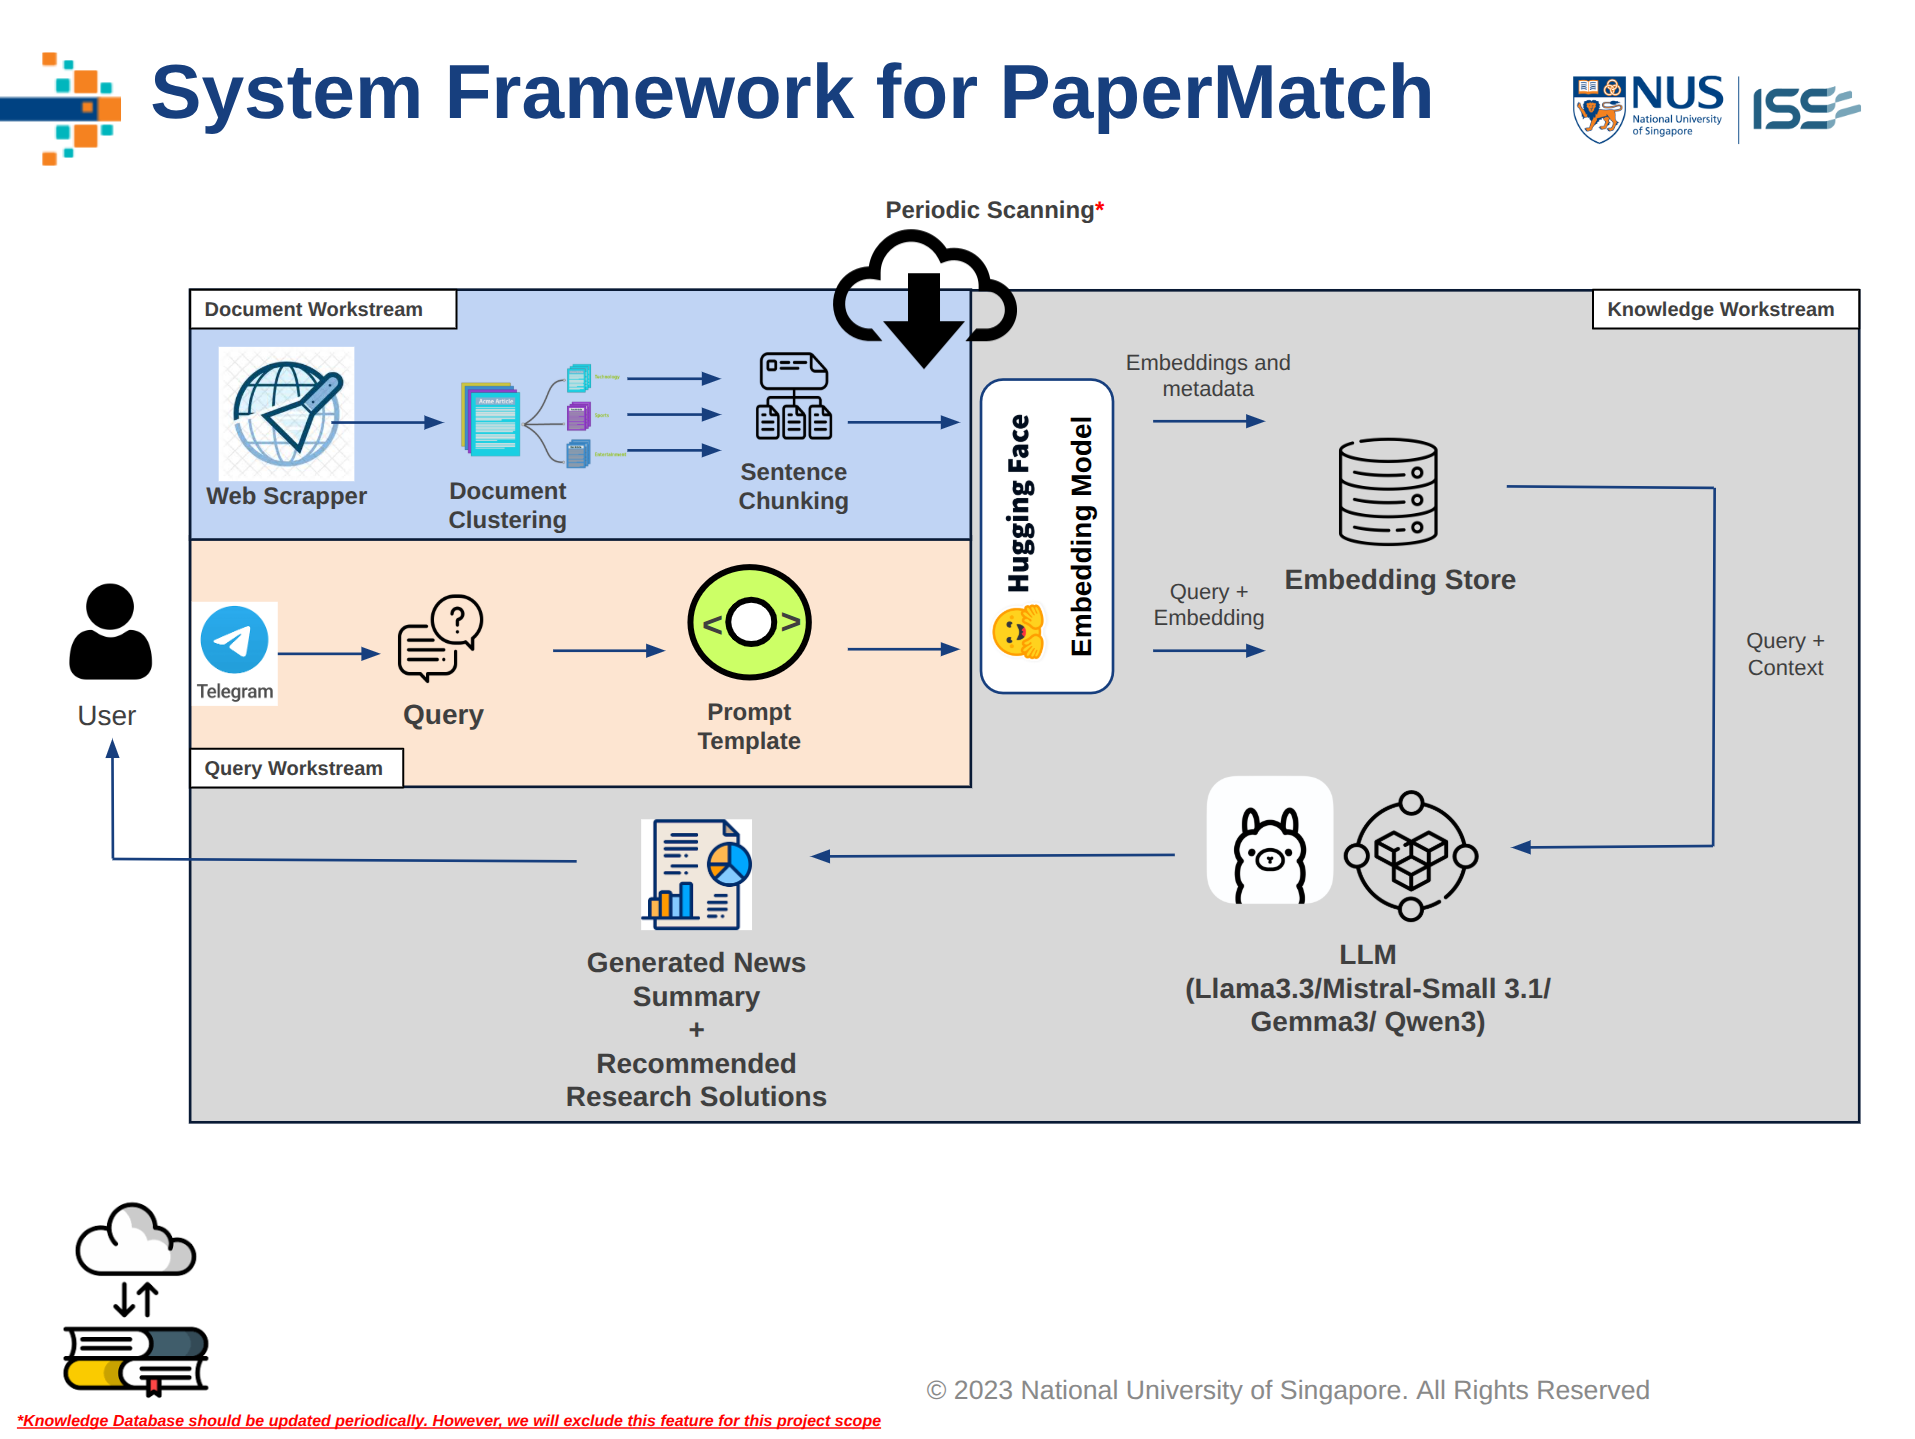 System Framework for PaperMatch
NUS
National University
of Singapore
ISS
Periodic Scanning*
Document Workstream
Knowledge Workstream
Web Scrapper
Acme Article
Document
Clustering
Sentence
Chunking
Hugging Face
Embedding Model
Embeddings and
metadata
Embedding Store
Query +
Embedding
Query +
Context
User
Telegram
Query
< >
Prompt
Template
Query Workstream
Generated News
Summary
+
Recommended
Research Solutions
LLM
(Llama3.3/Mistral-Small 3.1/
Gemma3/ Qwen3)
© 2023 National University of Singapore. All Rights Reserved
*Knowledge Database should be updated periodically. However, we will exclude this feature for this project scope